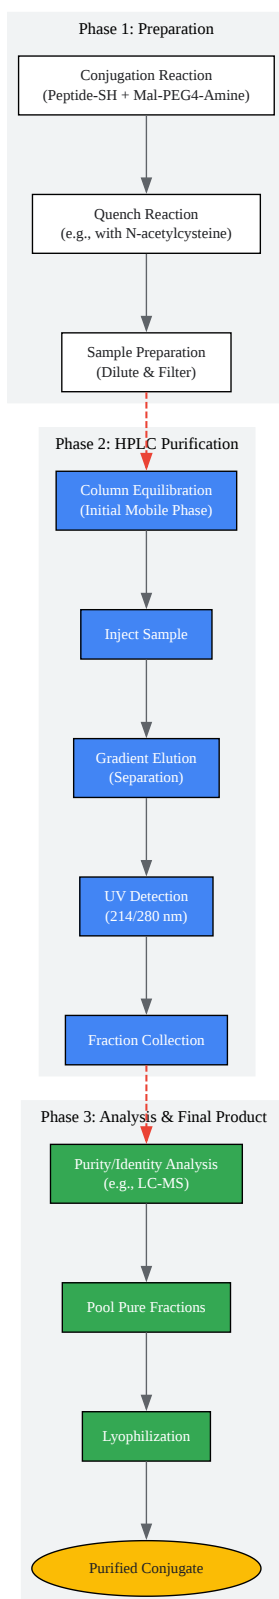 Phase 1: Preparation
Conjugation Reaction
(Peptide-SH + Mal-PEG4-Amine)
Quench Reaction
(e.g., with N-acetylcysteine)
Sample Preparation
(Dilute & Filter)
Phase 2: HPLC Purification
Column Equilibration
(Initial Mobile Phase)
Inject Sample
Gradient Elution
(Separation)
UV Detection
(214/280 nm)
Fraction Collection
Phase 3: Analysis & Final Product
Purity/Identity Analysis
(e.g., LC-MS)
Pool Pure Fractions
Lyophilization
Purified Conjugate